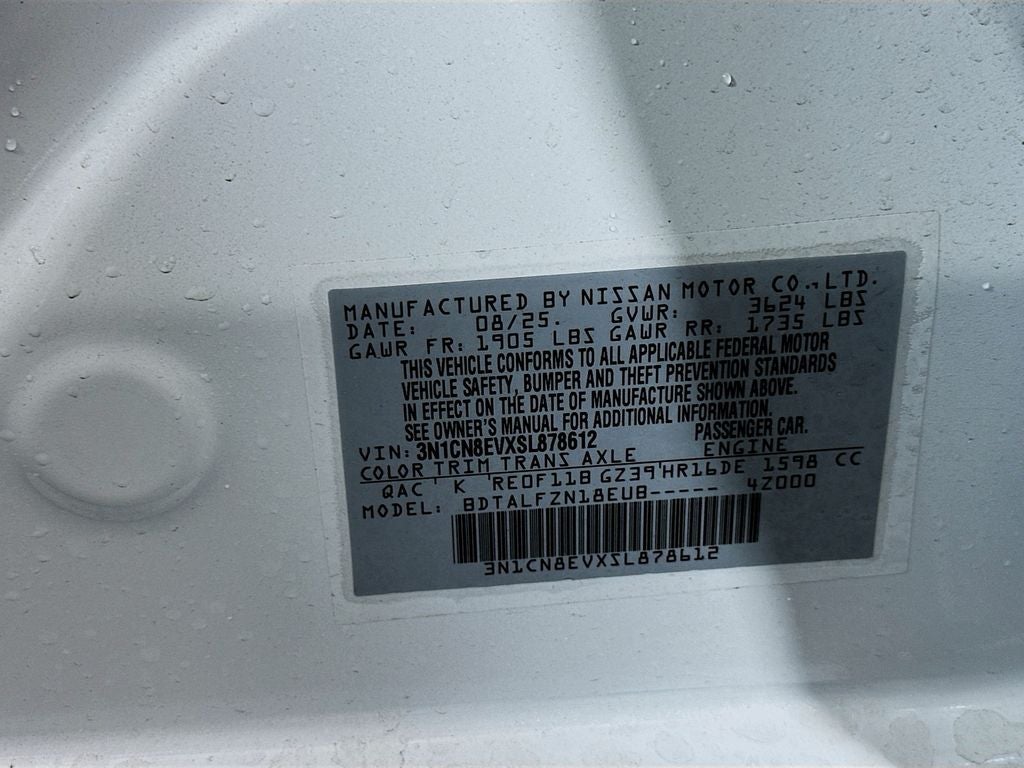 MANUFACTURED BY NISSAN MOTOR CO.,LTD.
DATE: 08/25. GVWR: 3624 LBS
GAWR FR: 1905 LBS GAWR RR: 1735 LBS
THIS VEHICLE CONFORMS TO ALL APPLICABLE FEDERAL MOTOR
VEHICLE SAFETY, BUMPER AND THEFT PREVENTION STANDARDS
IN EFFECT ON THE DATE OF MANUFACTURE SHOWN ABOVE.
SEE OWNER'S MANUAL FOR ADDITIONAL INFORMATION.
VIN: 3N1CN8EVXSL878612 PASSENGER CAR.
COLOR TRIM TRANS AXLE ENGINE
QAC ' K 'RE0F11B GZ39'HR16DE 1598 CC
MODEL: BDTALFZN18EUB----- 4Z000
3N1CN8EVXSL878612